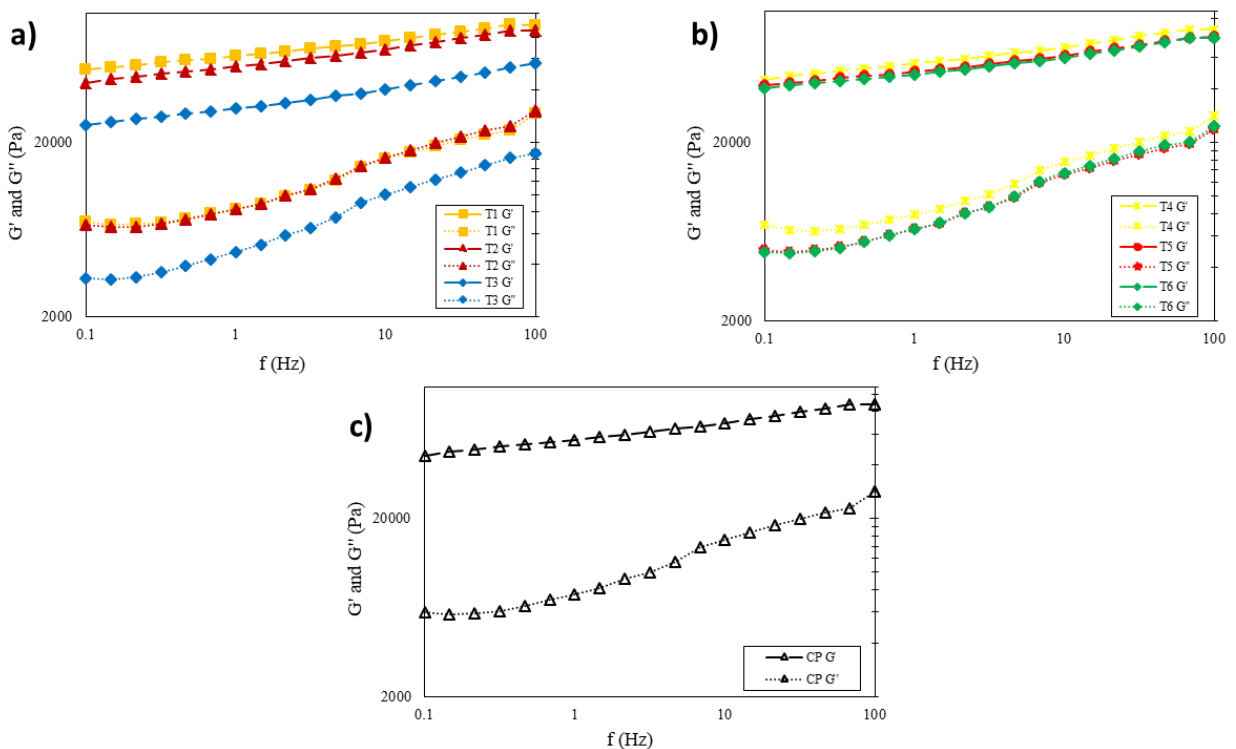 a)
G' and G'' (Pa)
20000
2000
0.1
1
10
100
f (Hz)
T1 G'
T1 G''
T2 G'
T2 G''
T3 G'
T3 G''
b)
G' and G'' (Pa)
20000
2000
0.1
1
10
100
f (Hz)
T4 G'
T4 G''
T5 G'
T5 G''
T6 G'
T6 G''
c)
G' and G'' (Pa)
20000
2000
0.1
1
10
100
f (Hz)
CP G'
CP G''